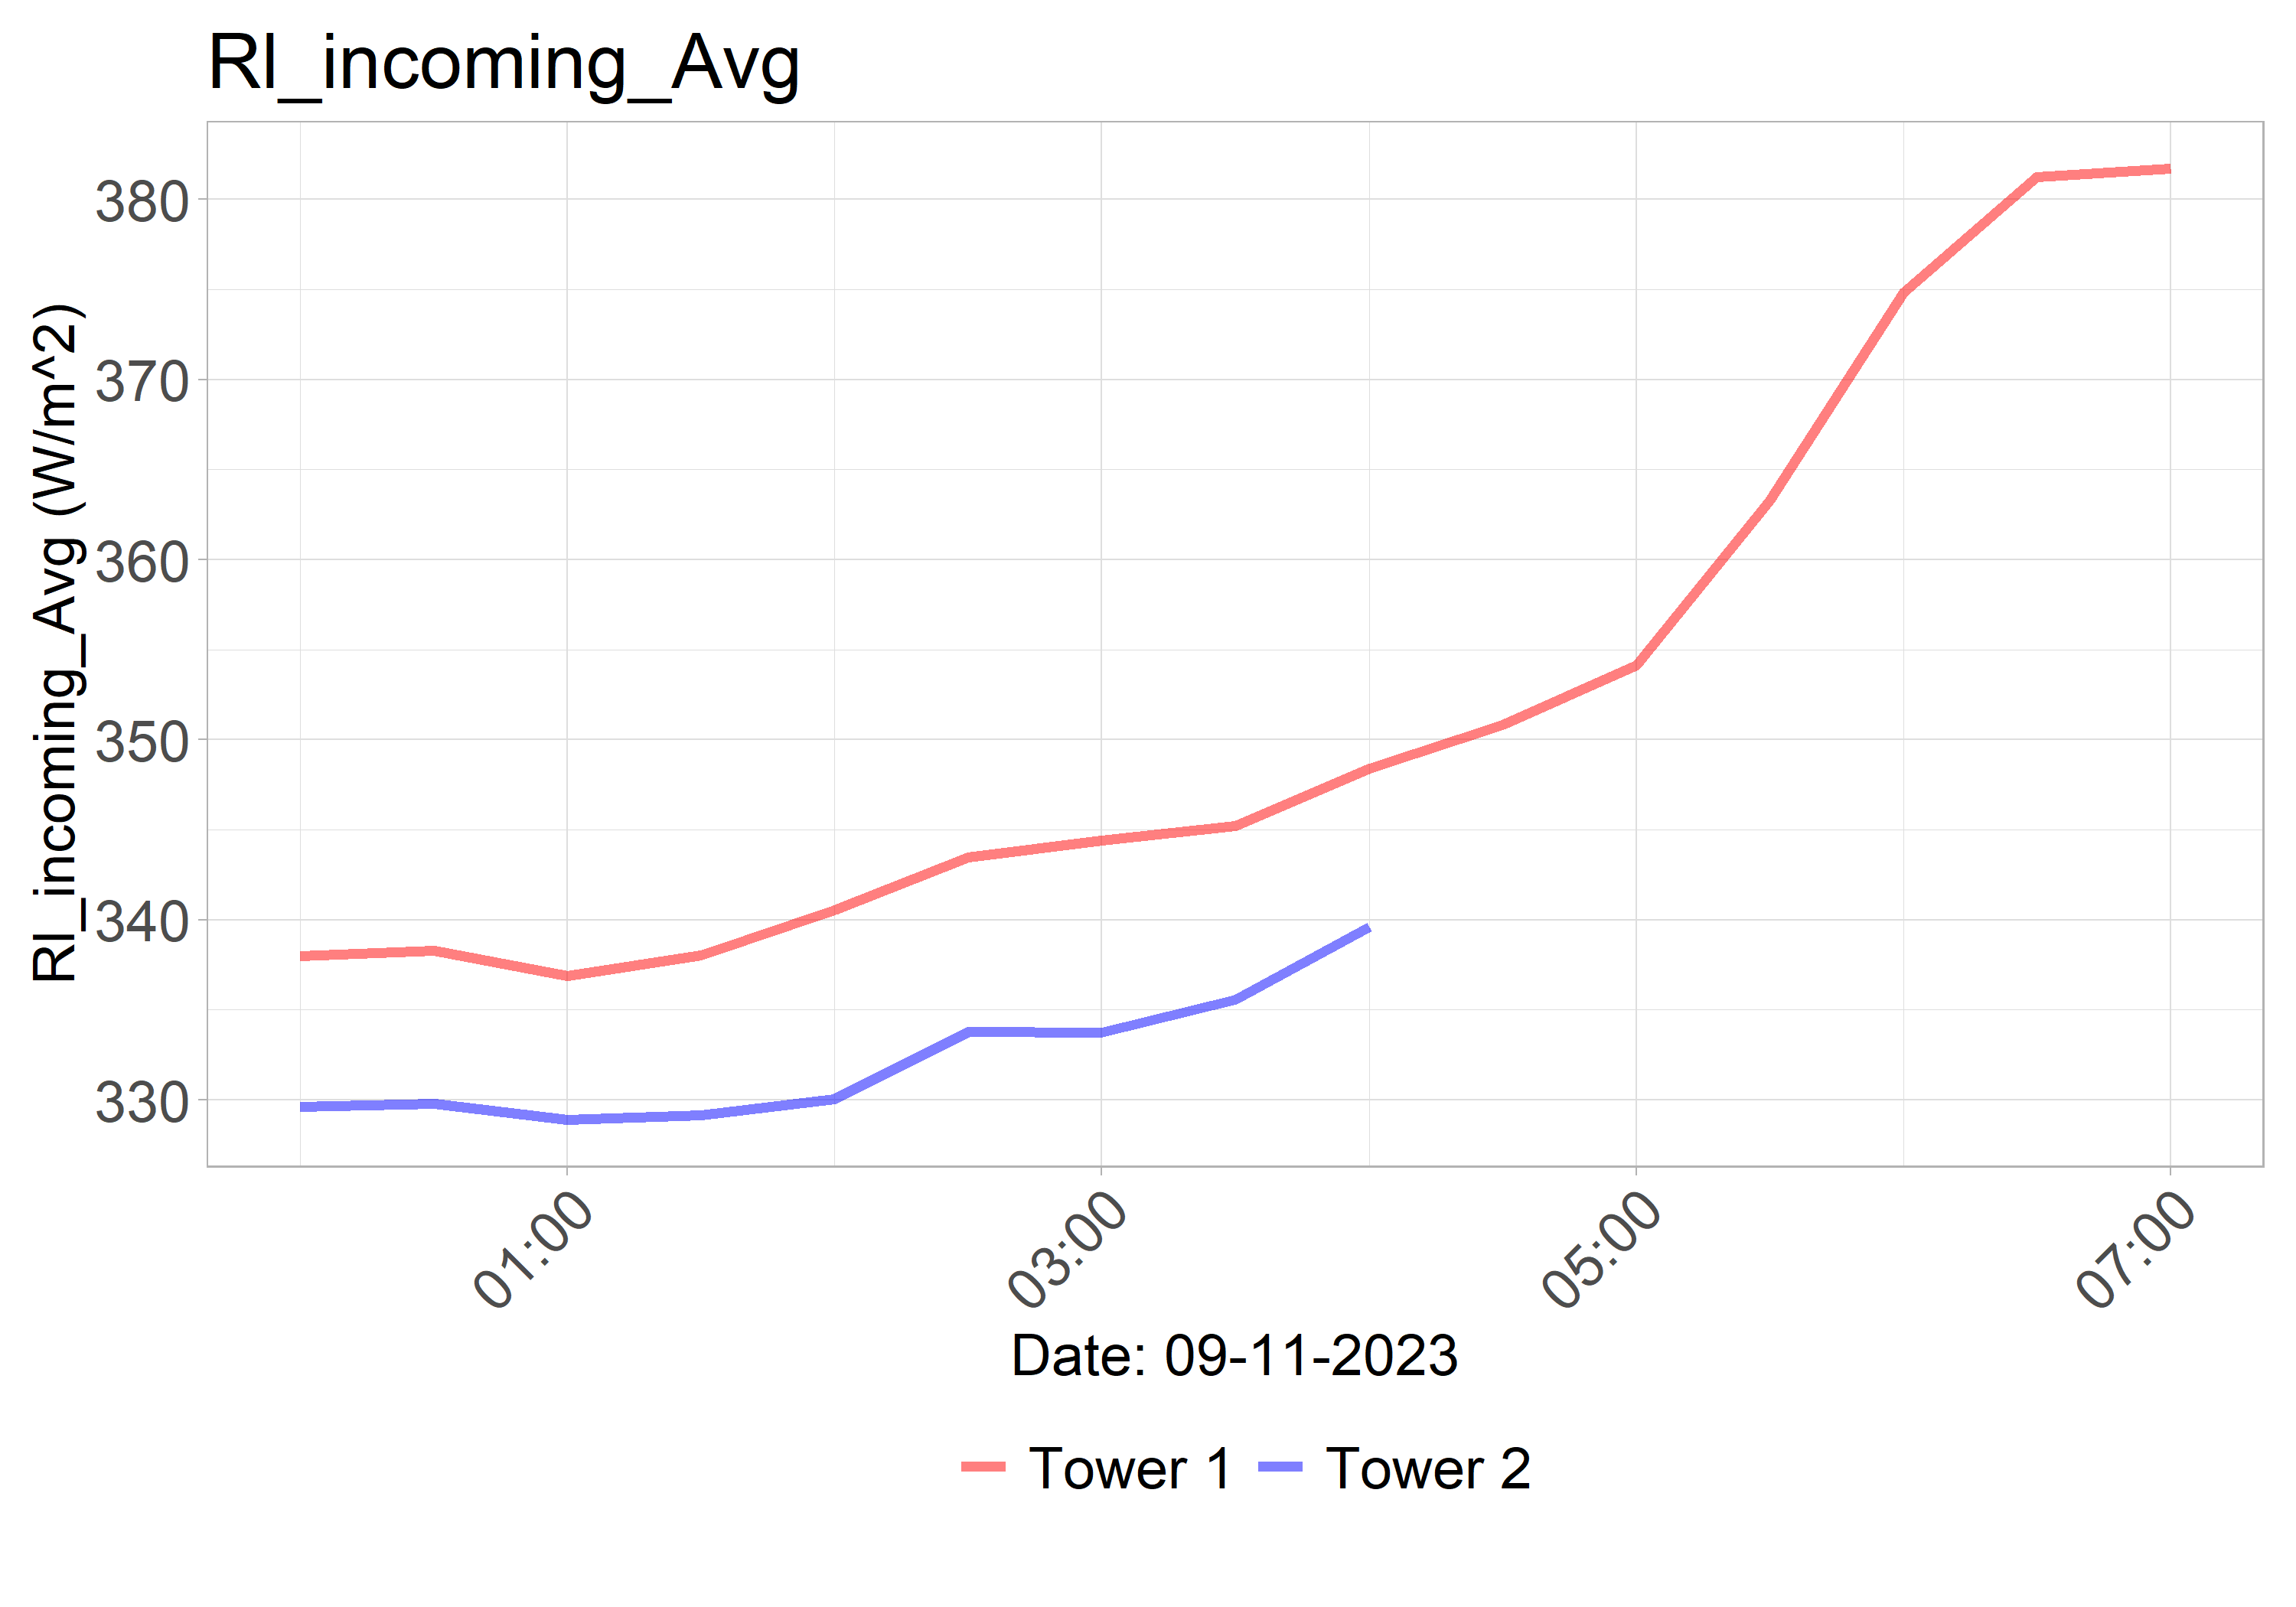 Rl_incoming_Avg
Rl_incoming_Avg (W/m^2)
380
370
360
350
340
330
01:00
03:00
05:00
07:00
Date: 09-11-2023
Tower 1
Tower 2